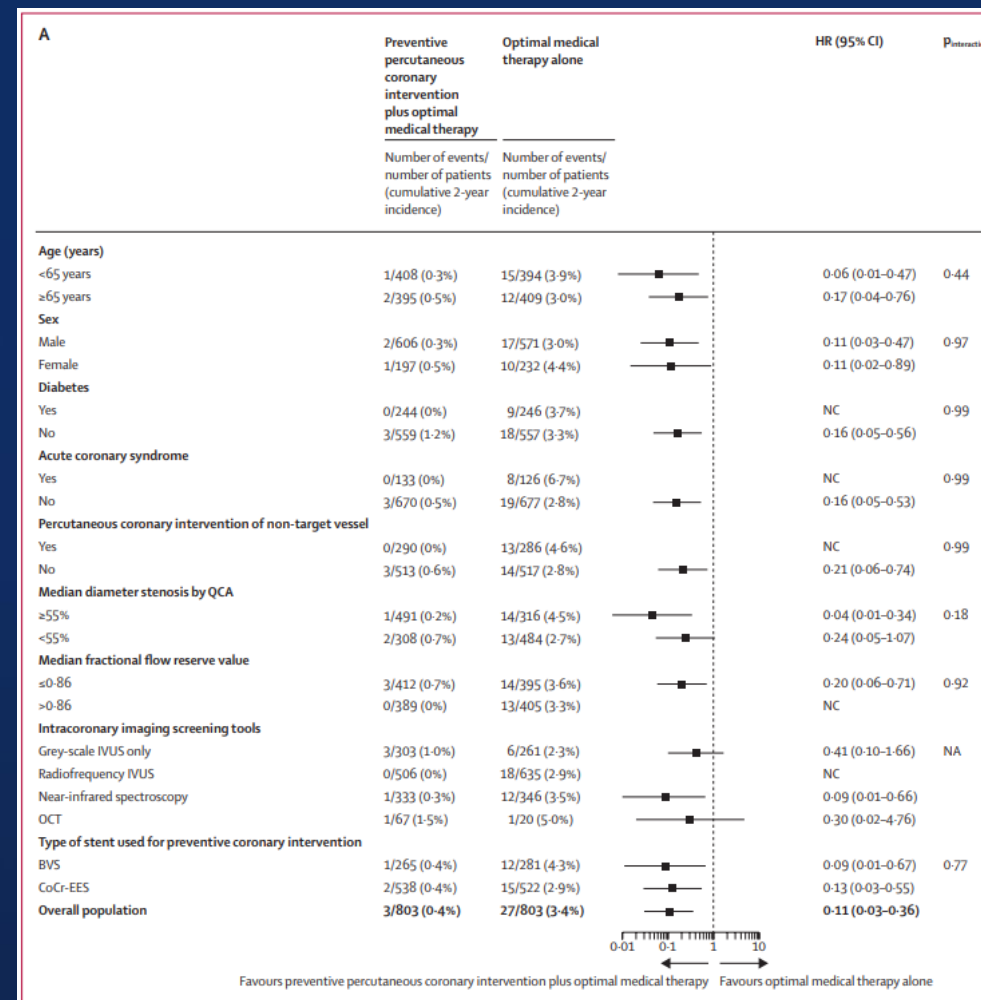 A
Preventive percutaneous coronary intervention plus optimal medical therapy
Optimal medical therapy alone
HR (95% CI)
Number of events/ number of patients (cumulative 2-year incidence)
Number of events/ number of patients (cumulative 2-year incidence)
Age (years)
<65 years 1/408 (0·3%) 15/394 (3·9%) 0·06 (0·01–0·47) 0·44
≥65 years 2/395 (0·5%) 12/409 (3·0%) 0·17 (0·04–0·76)
Sex
Male 2/606 (0·3%) 17/571 (3·0%) 0·11 (0·03–0·47) 0·97
Female 1/197 (0·5%) 10/232 (4·4%) 0·11 (0·02–0·89)
Diabetes
Yes 0/244 (0%) 9/246 (3·7%) NC 0·99
No 3/559 (1·2%) 18/557 (3·3%) 0·16 (0·05–0·56)
Acute coronary syndrome
Yes 0/133 (0%) 8/126 (6·7%) NC 0·99
No 3/670 (0·5%) 19/677 (2·8%) 0·16 (0·05–0·53)
Percutaneous coronary intervention of non-target vessel
Yes 0/290 (0%) 13/286 (4·6%) NC 0·99
No 3/513 (0·6%) 14/517 (2·8%) 0·21 (0·06–0·74)
Median diameter stenosis by QCA
≥55% 1/491 (0·2%) 14/316 (4·5%) 0·04 (0·01–0·34) 0·18
<55% 2/308 (0·7%) 13/484 (2·7%) 0·24 (0·05–1·07)
Median fractional flow reserve value
≤0·86 3/412 (0·7%) 14/395 (3·6%) 0·20 (0·06–0·71) 0·92
>0·86 0/389 (0%) 13/405 (3·3%) NC
Intracoronary imaging screening tools
Grey-scale IVUS only 3/303 (1·0%) 6/261 (2·3%) 0·41 (0·10–1·66) NA
Radiofrequency IVUS 0/506 (0%) 18/635 (2·9%) NC
Near-infrared spectroscopy 1/333 (0·3%) 12/346 (3·5%) 0·09 (0·01–0·66)
OCT 1/67 (1·5%) 1/20 (5·0%) 0·30 (0·02–4·76)
Type of stent used for preventive coronary intervention
BVS 1/265 (0·4%) 12/281 (4·3%) 0·09 (0·01–0·67) 0·77
CoCr-EES 2/538 (0·4%) 15/522 (2·9%) 0·13 (0·03–0·55)
Overall population 3/803 (0·4%) 27/803 (3·4%) 0·11 (0·03–0·36)
0·01 0·1 1 10
Favours preventive percutaneous coronary intervention plus optimal medical therapy Favours optimal medical therapy alone